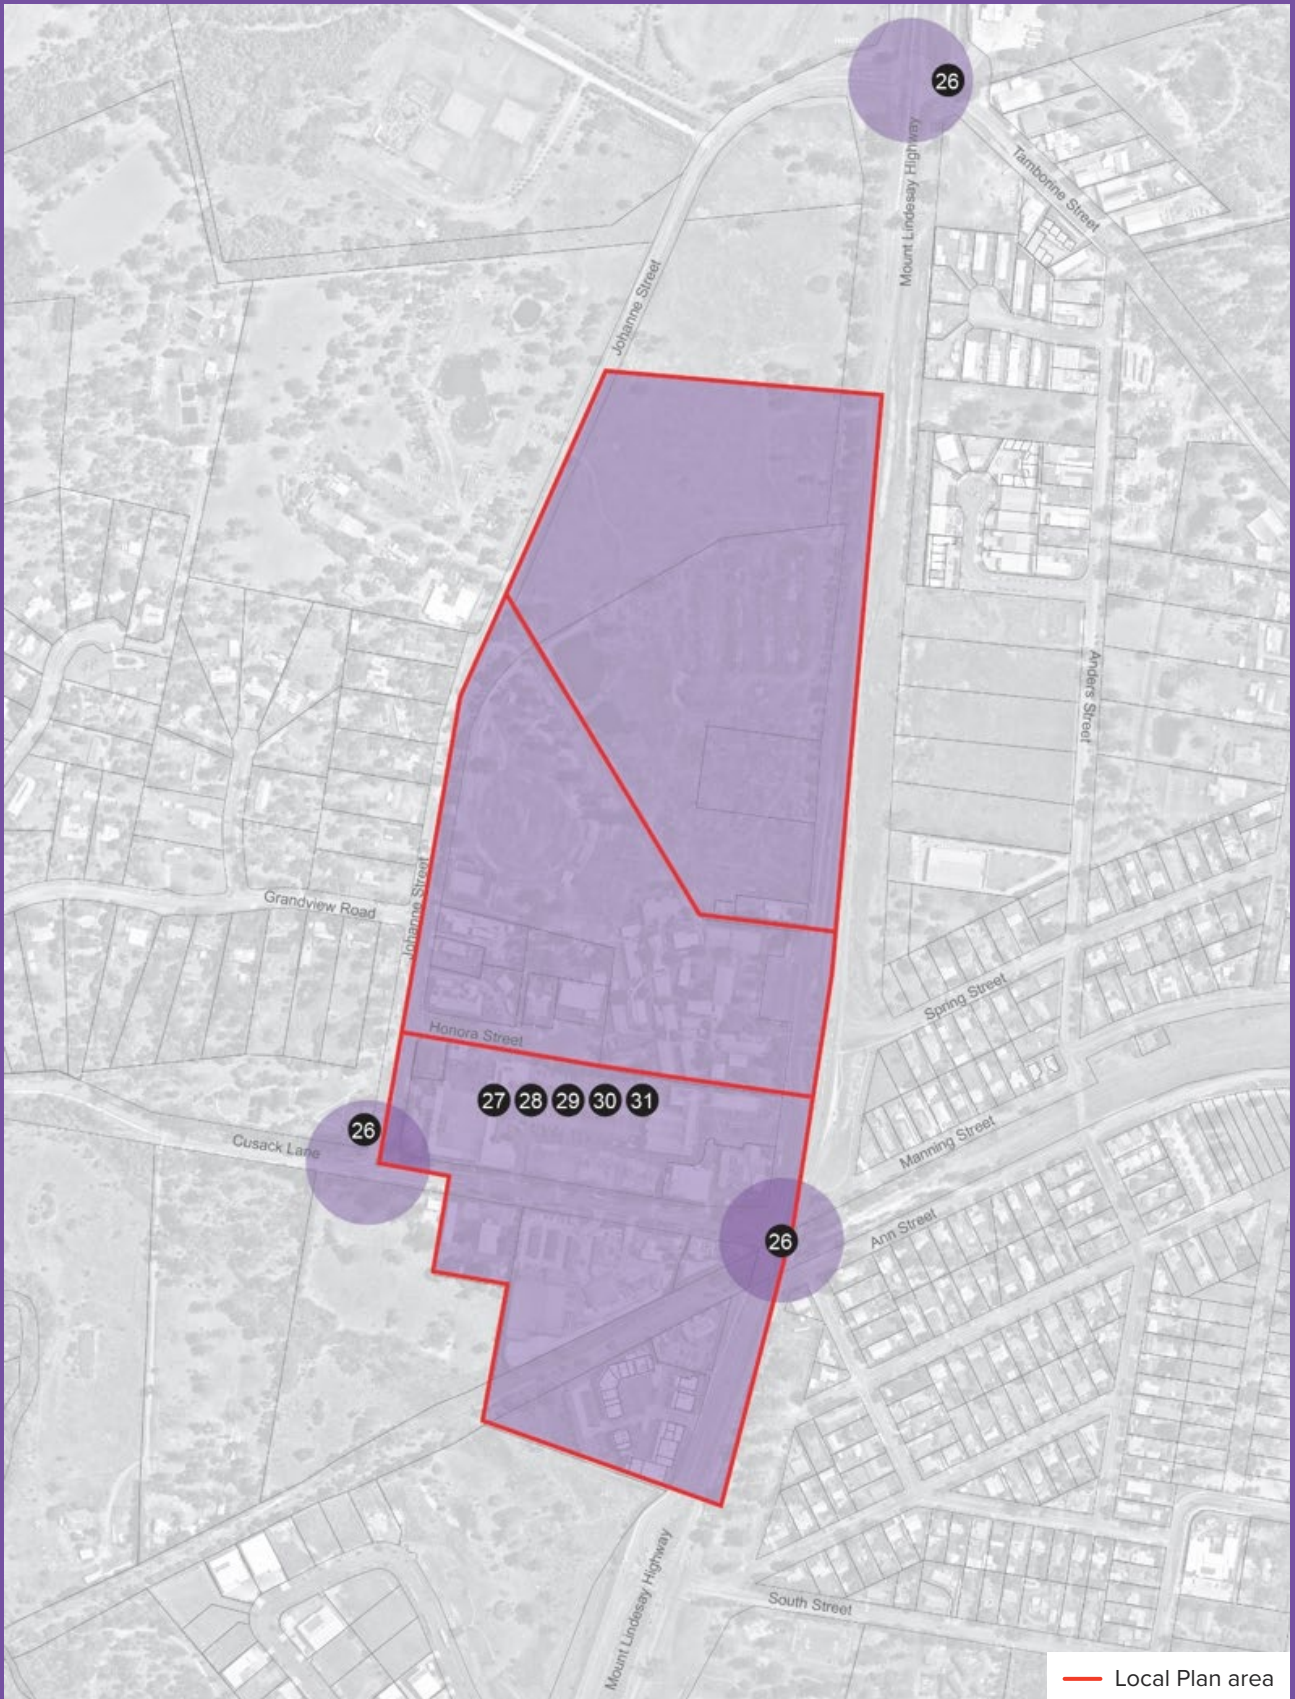 26
Tamborine Street
Mount Lindesay Highway
Johanne Street
Anders Street
Grandview Road
Johanne Street
Spring Street
Honora Street
27 28 29 30 31
26
Cusack Lane
Manning Street
Ann Street
26
Mount Lindesay Highway
South Street
Local Plan area